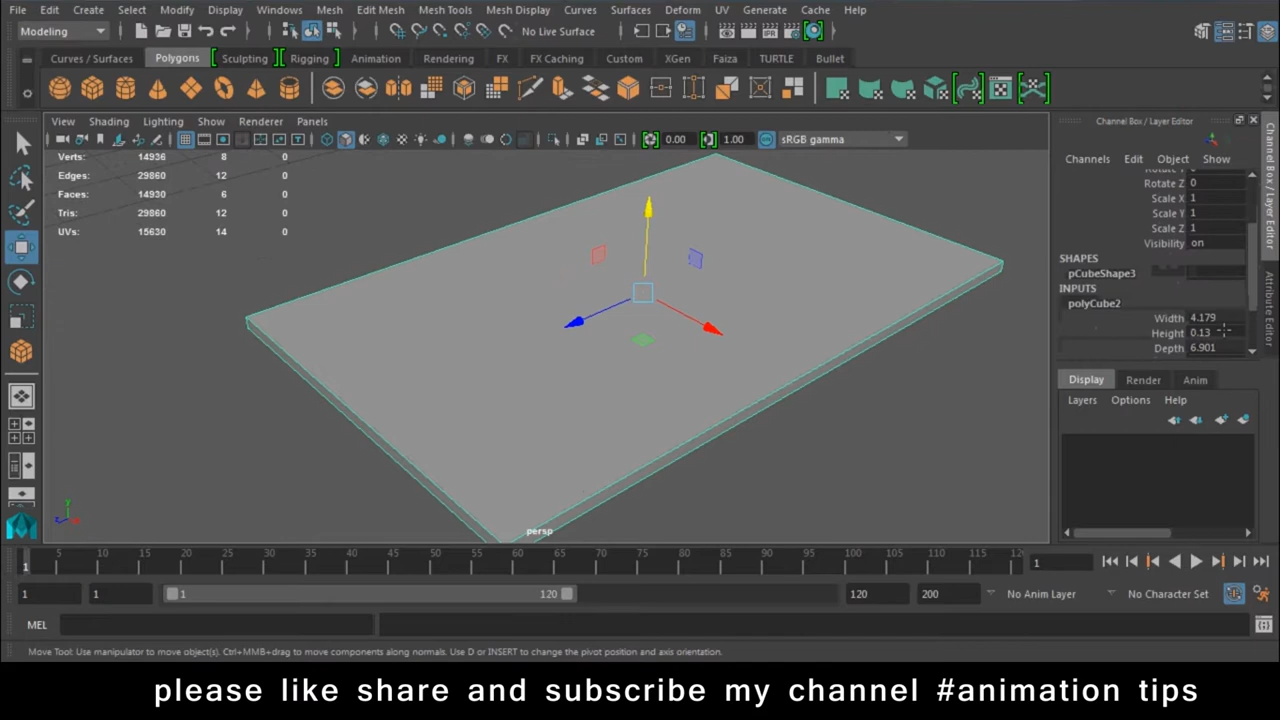 File Edit Create Select Modify Display Windows Mesh Edit Mesh Mesh Tools Mesh Display Curves Surfaces Deform UV Generate Cache Help
Modeling No Live Surface
Curves / Surfaces Polygons Sculpting Rigging Animation Rendering FX FX Caching Custom XGen Faiza TURTLE Bullet
View Shading Lighting Show Renderer Panels
0.00 1.00 sRGB gamma
Verts: 14936 8 0
Edges: 29860 12 0
Faces: 14930 6 0
Tris: 29860 12 0
UVs: 15630 14 0
persp
Channel Box / Layer Editor
Channels Edit Object Show
Rotate Z 0
Scale X 1
Scale Y 1
Scale Z 1
Visibility on
SHAPES
pCubeShape3
INPUTS
polyCube2
Width 4.179
Height 0.13
Depth 6.901
Display Render Anim
Layers Options Help
Channel Box / Layer Editor
Attribute Editor
5 10 15 20 25 30 35 40 45 50 55 60 65 70 75 80 85 90 95 100 105 110 115 12
1 1
1 1 1 120 120 200 No Anim Layer No Character Set
MEL
Move Tool: Use manipulator to move object(s). Ctrl+MMB+drag to move components along normals. Use D or INSERT to change the pivot position and axis orientation.
please like share and subscribe my channel #animation tips